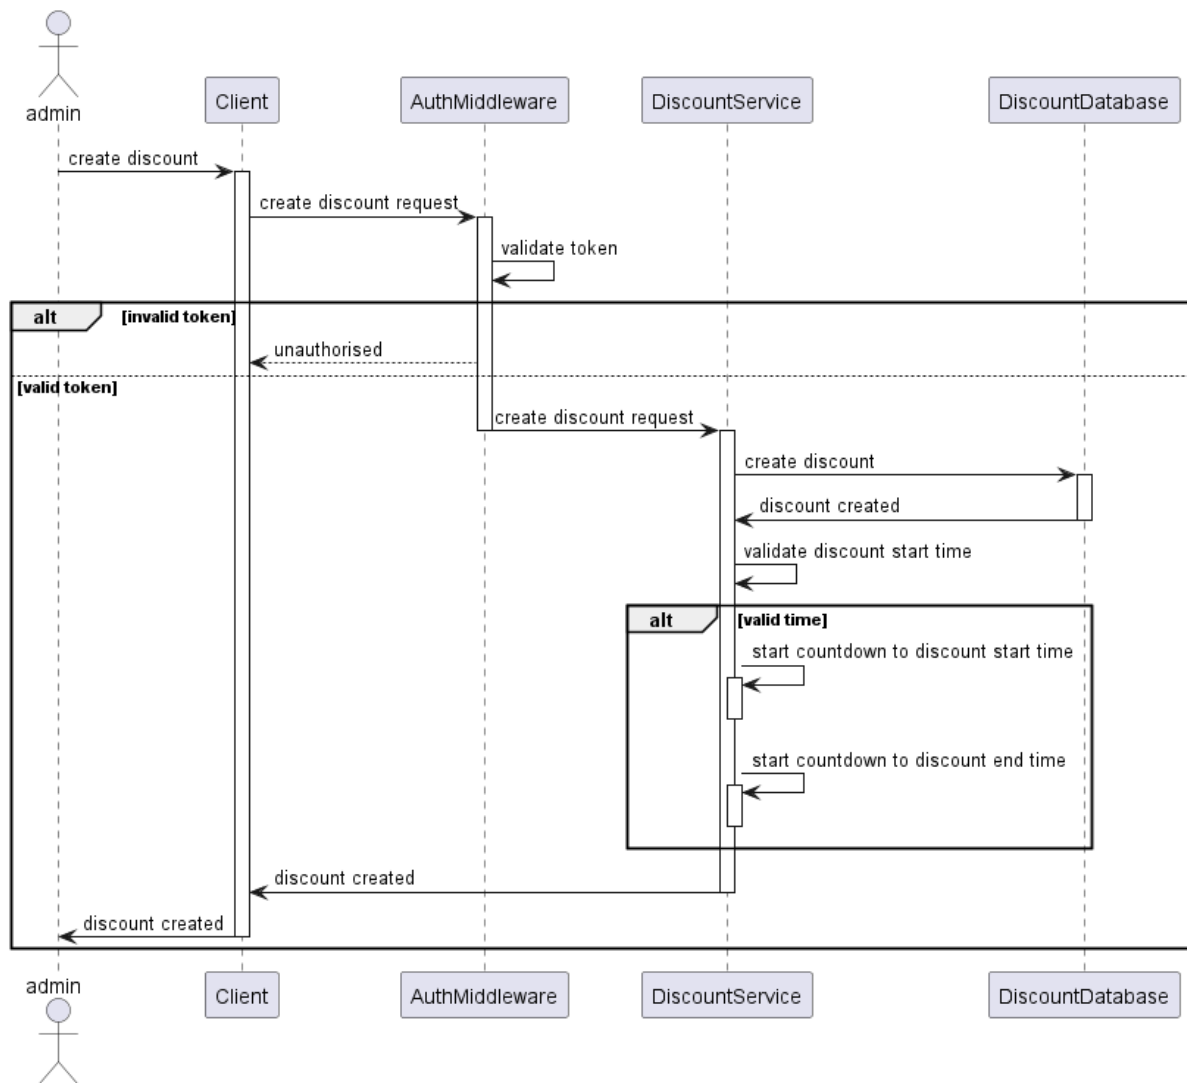 admin
Client
AuthMiddleware
DiscountService
DiscountDatabase
create discount
create discount request
validate token
alt
[invalid token]
unauthorised
[valid token]
create discount request
create discount
discount created
validate discount start time
alt
[valid time]
start countdown to discount start time
start countdown to discount end time
discount created
discount created
admin
Client
AuthMiddleware
DiscountService
DiscountDatabase